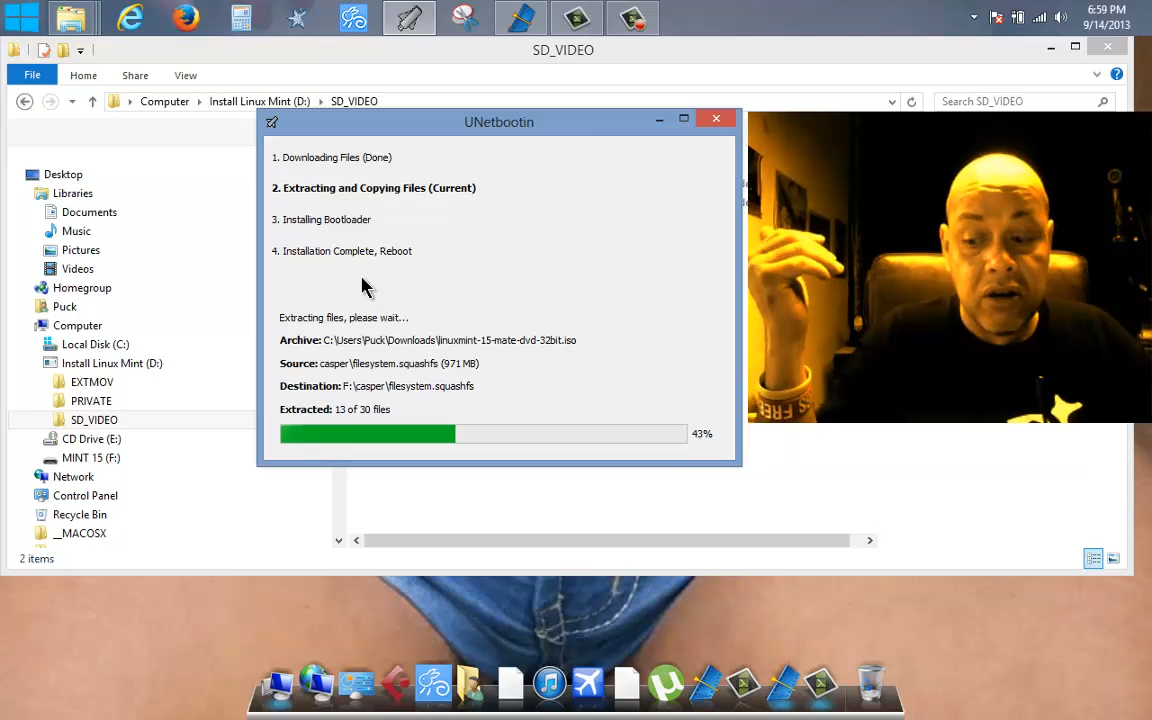 6:59 PM
9/14/2013
SD_VIDEO
File Home Share View
Computer Install Linux Mint (D:) SD_VIDEO
Search SD_VIDEO
UNetbootin
1. Downloading Files (Done)
2. Extracting and Copying Files (Current)
3. Installing Bootloader
4. Installation Complete, Reboot
Extracting files, please wait...
Archive: C:\Users\Puck\Downloads\linuxmint-15-mate-dvd-32bit.iso
Source: casper\filesystem.squashfs (971 MB)
Destination: F:\casper\filesystem.squashfs
Extracted: 13 of 30 files
43%
Desktop
Libraries
Documents
Music
Pictures
Videos
Homegroup
Puck
Computer
Local Disk (C:)
Install Linux Mint (D:)
EXTMOV
PRIVATE
SD_VIDEO
CD Drive (E:)
MINT 15 (F:)
Network
Control Panel
Recycle Bin
__MACOSX
2 items